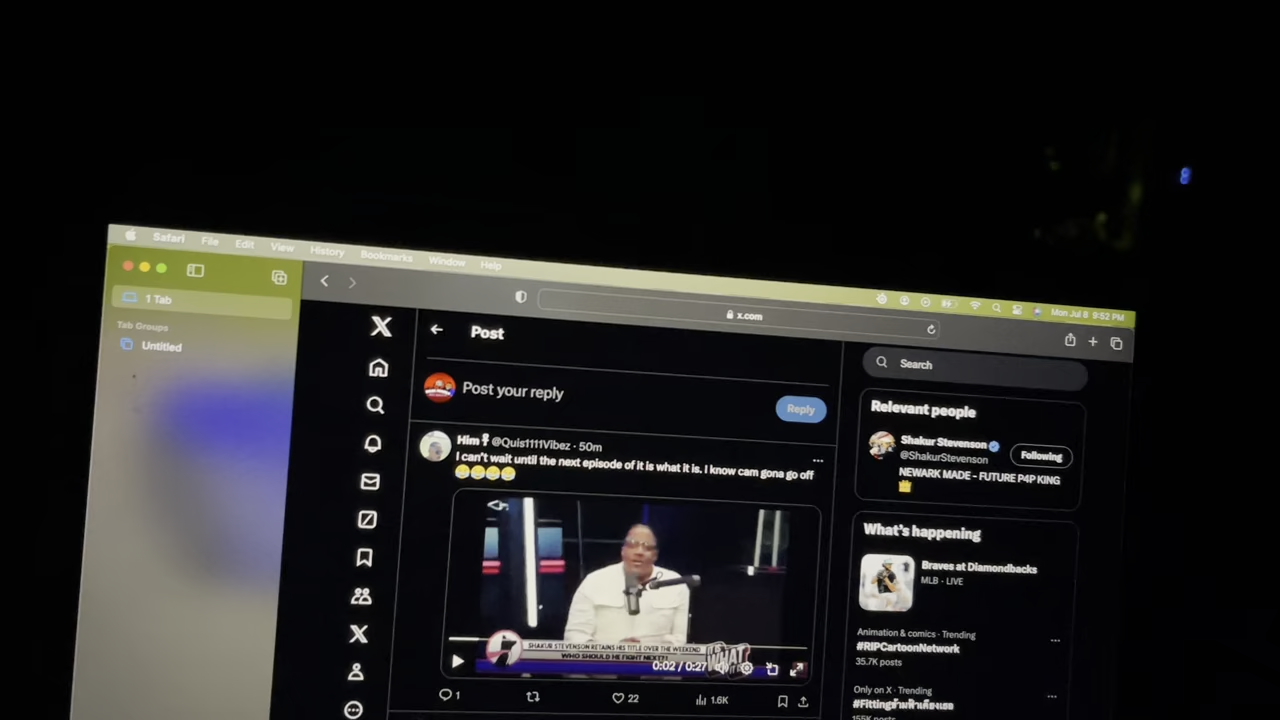 Safari File Edit View History Bookmarks Window Help
Mon Jul 8 9:52 PM
1 Tab
Tab Groups
Untitled
x.com
Post
Post your reply
Reply
Him @Quis1111Vibez · 50m
I can't wait until the next episode of it is what it is. I know cam gona go off
😂😂😂😂
SHAKUR STEVENSON RETAINS HIS TITLE OVER THE WEEKEND
WHO SHOULD HE FIGHT NEXT?!
IT IS WHAT IT IS
0:02 / 0:27
1
22
1.6K
Search
Relevant people
Shakur Stevenson
@ShakurStevenson
Following
NEWARK MADE - FUTURE P4P KING
👑
What's happening
Braves at Diamondbacks
MLB · LIVE
Animation & comics · Trending
#RIPCartoonNetwork
35.7K posts
Only on X · Trending
155K posts